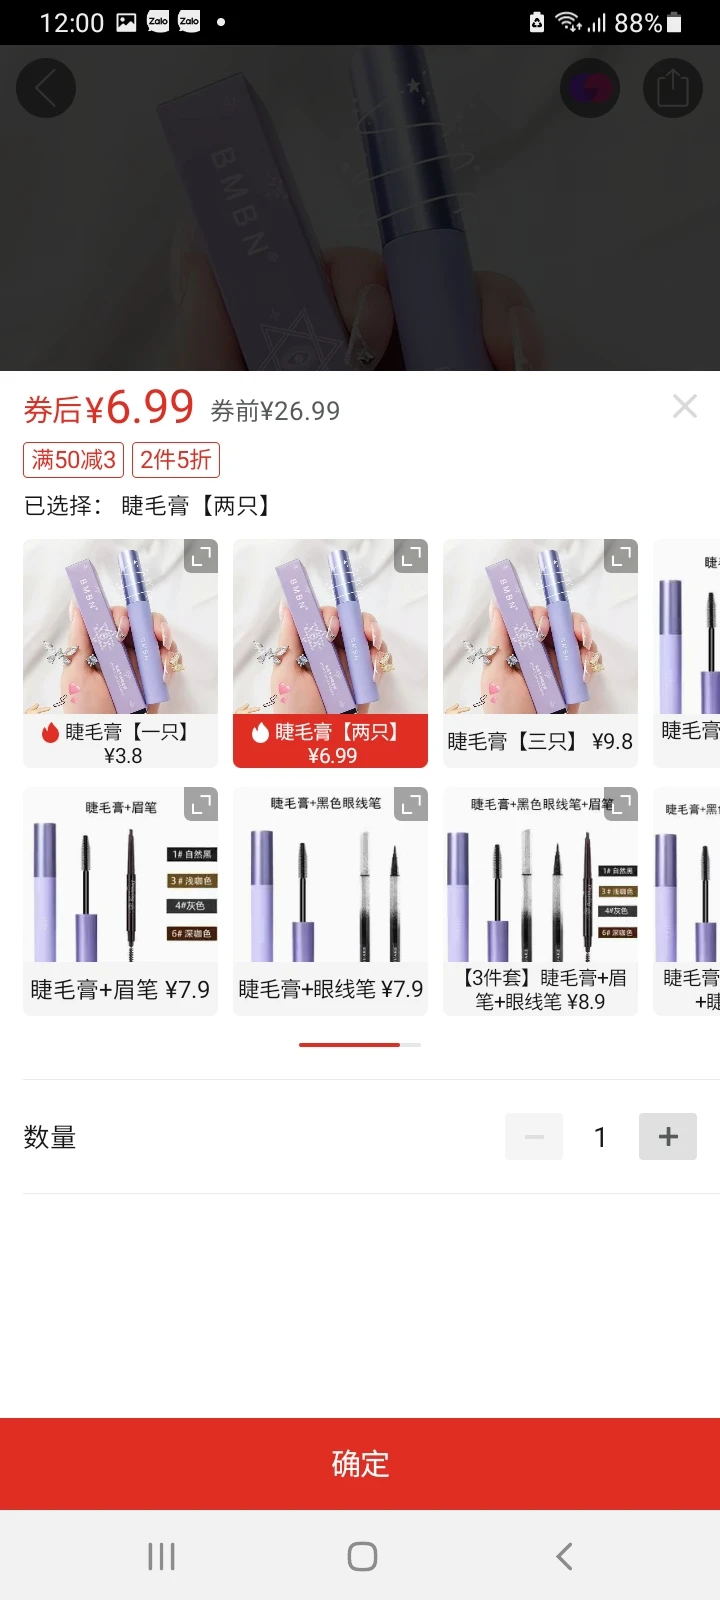 12:00 Zalo Zalo 88%
BMBN®
券后¥6.99 券前¥26.99
满50减3 2件5折
已选择： 睫毛膏【两只】
BMBN
BMBN
BMBN
睫毛膏【一只】
¥3.8
睫毛膏【两只】
¥6.99
睫毛膏【三只】 ¥9.8
睫毛膏
睫毛膏+眉笔
1# 自然黑
3# 浅咖色
4# 灰色
6# 深咖色
睫毛膏+眉笔 ¥7.9
睫毛膏+黑色眼线笔
睫毛膏+眼线笔 ¥7.9
睫毛膏+黑色眼线笔+眉笔
1# 自然黑
3# 浅咖色
4# 灰色
6# 深咖色
【3件套】睫毛膏+眉
笔+眼线笔 ¥8.9
睫毛膏+黑
睫毛膏
+睫
数量
1
确定